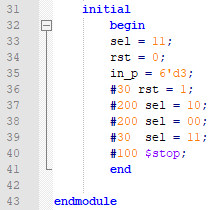 31 initial
32 begin
33 sel = 11;
34 rst = 0;
35 in_p = 6'd3;
36 #30 rst = 1;
37 #200 sel = 10;
38 #200 sel = 00;
39 #30 sel = 11;
40 #100 $stop;
41 end
42
43 endmodule